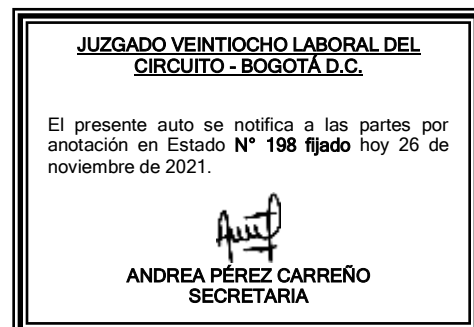 JUZGADO VEINTIOCHO LABORAL DEL
CIRCUITO - BOGOTÁ D.C.
El presente auto se notifica a las partes por
anotación en Estado N° 198 fijado hoy 26 de
noviembre de 2021.
ANDREA PÉREZ CARREÑO
SECRETARIA